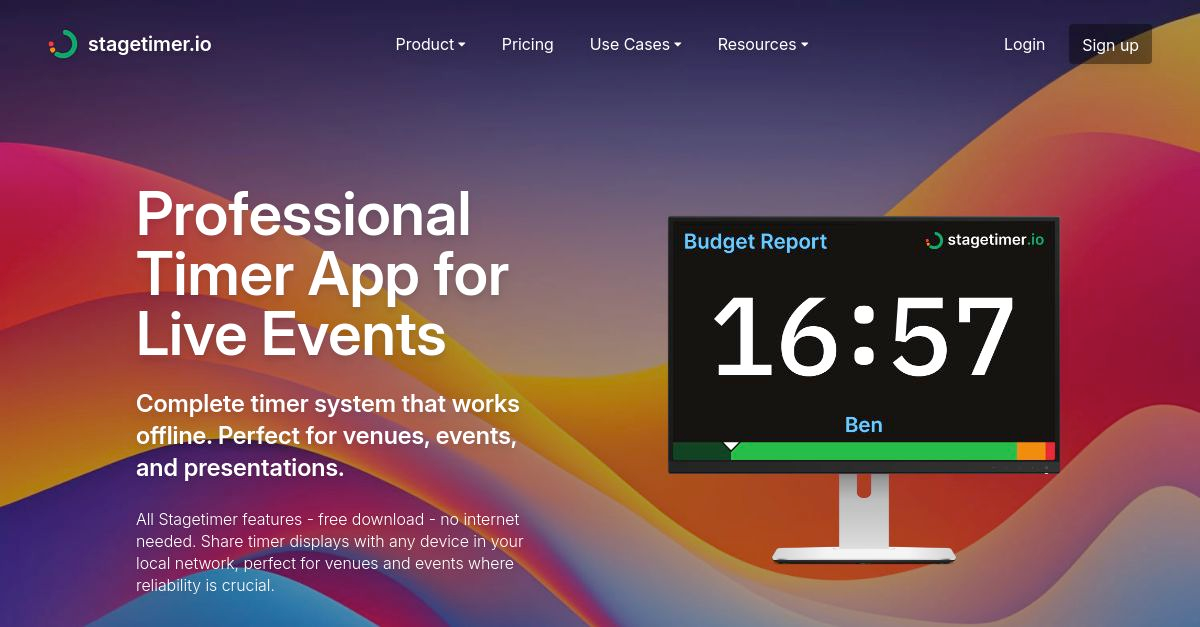 stagetimer.io
Product
Pricing
Use Cases
Resources
Login
Sign up
Professional
Timer App for
Live Events
Complete timer system that works
offline. Perfect for venues, events,
and presentations.
All Stagetimer features - free download - no internet
needed. Share timer displays with any device in your
local network, perfect for venues and events where
reliability is crucial.
Budget Report
stagetimer.io
16:57
Ben